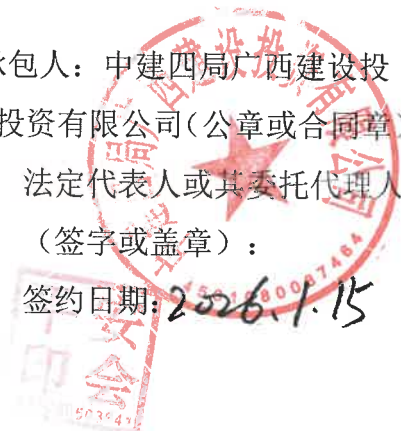 承包人：中建四局广西建设投
投资有限公司（公章或合同章）
法定代表人或其委托代理人
（签字或盖章）：
签约日期：2026.1.15